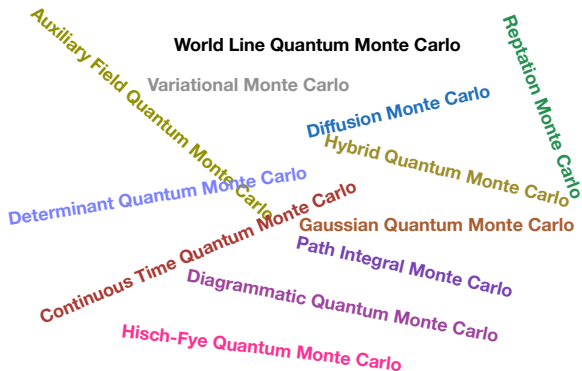 Auxiliary Field Quantum Monte Carlo
World Line Quantum Monte Carlo
Reptation Monte Carlo
Variational Monte Carlo
Diffusion Monte Carlo
Hybrid Quantum Monte Carlo
Determinant Quantum Monte Carlo
Continuous Time Quantum Monte Carlo
Gaussian Quantum Monte Carlo
Path Integral Monte Carlo
Diagrammatic Quantum Monte Carlo
Hisch-Fye Quantum Monte Carlo